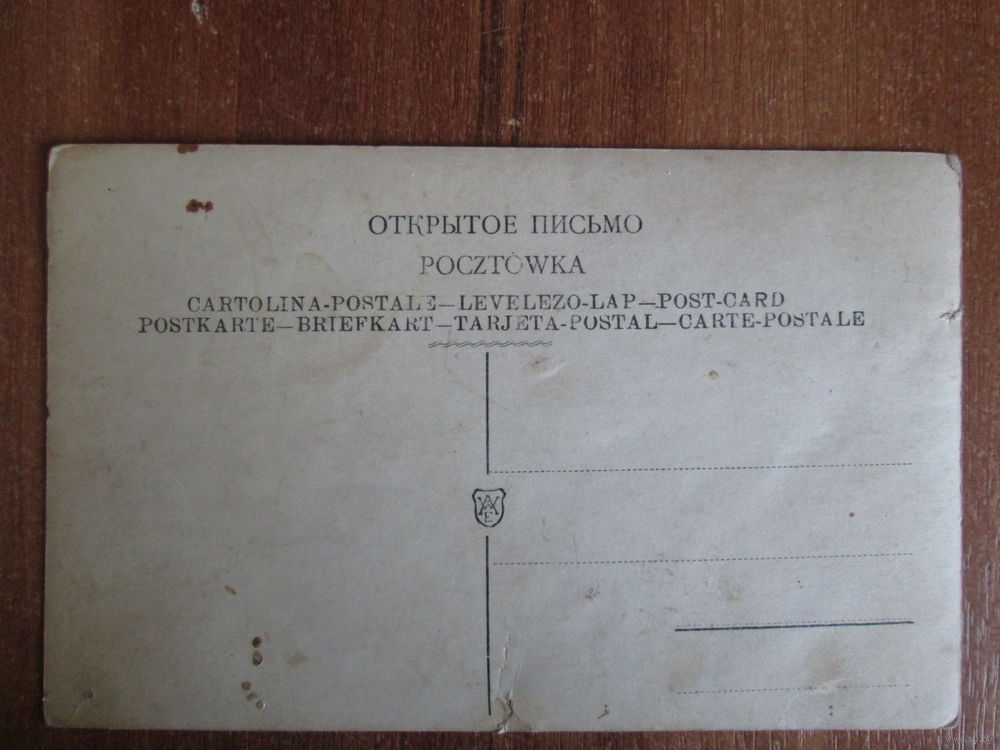 ОТКРЫТОЕ ПИСЬМО
POCZTÓWKA
CARTOLINA-POSTALE—LEVELEZO-LAP—POST-CARD
POSTKARTE—BRIEFKART—TARJETA-POSTAL—CARTE-POSTALE